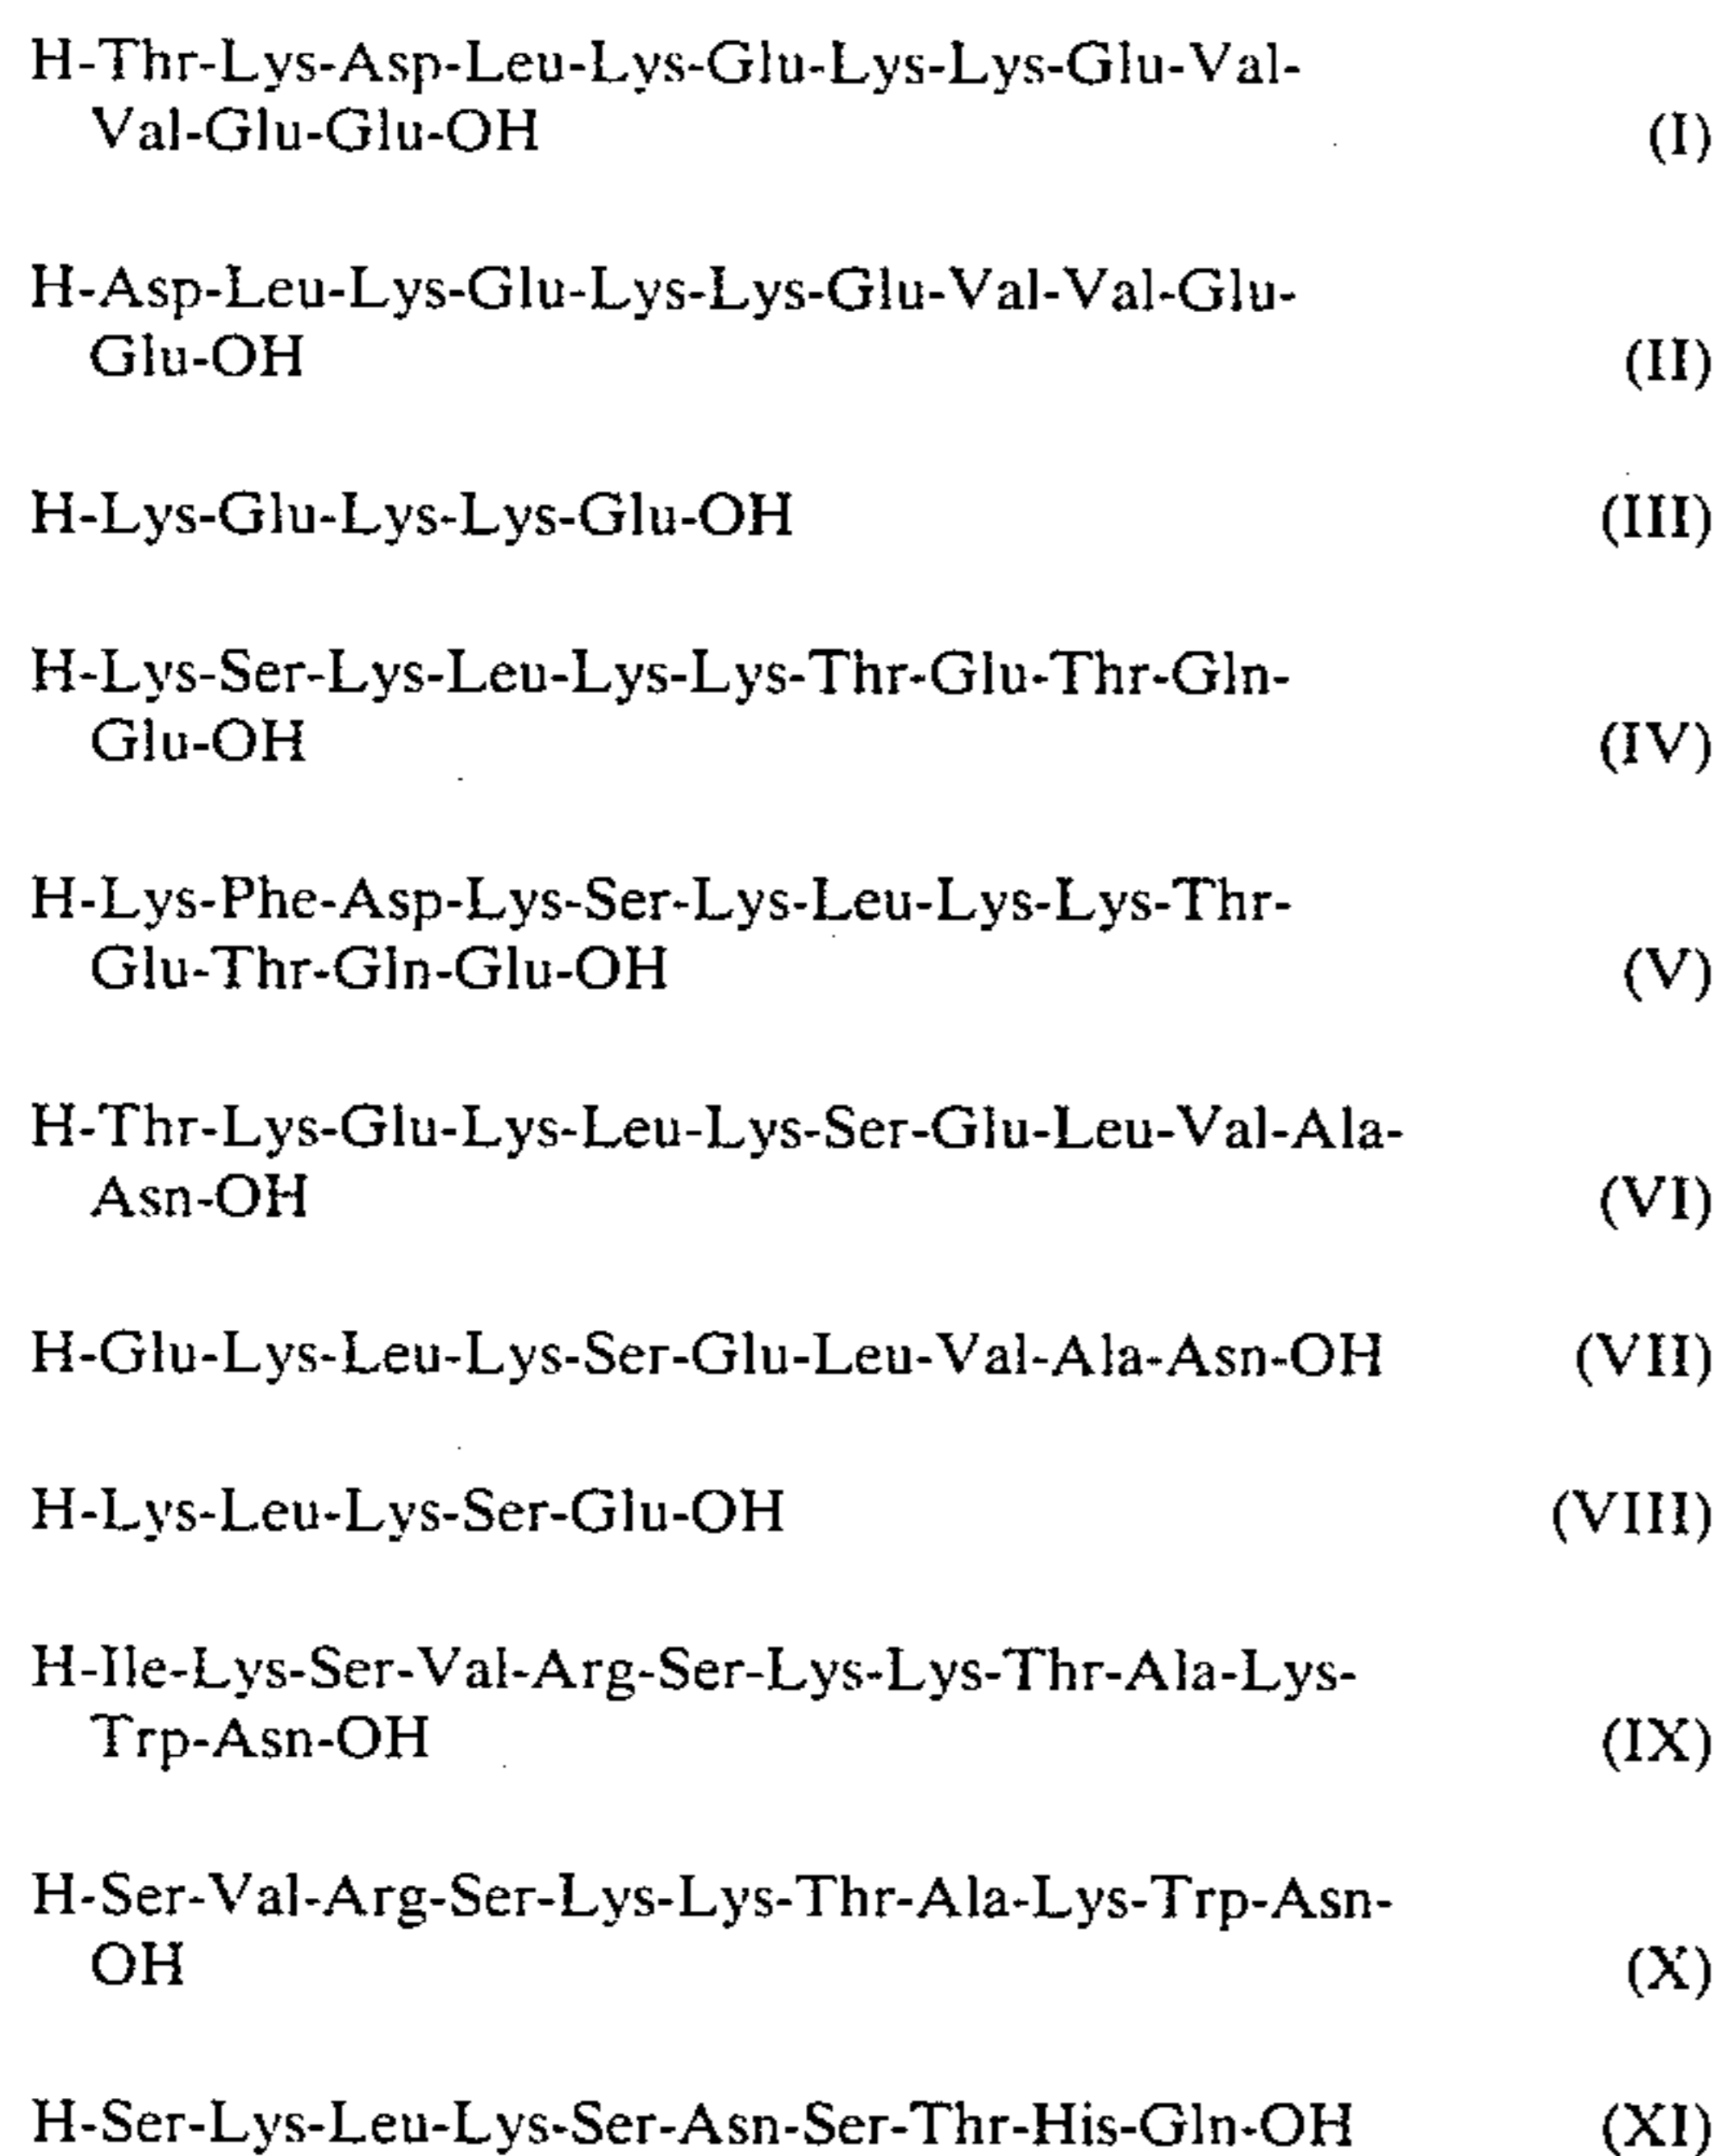 H-Thr-Lys-Asp-Leu-Lys-Glu-Lys-Lys-Glu-Val-
Val-Glu-Glu-OH (I)
H-Asp-Leu-Lys-Glu-Lys-Lys-Glu-Val-Val-Glu-
Glu-OH (II)
H-Lys-Glu-Lys-Lys-Glu-OH (III)
H-Lys-Ser-Lys-Leu-Lys-Lys-Thr-Glu-Thr-Gln-
Glu-OH (IV)
H-Lys-Phe-Asp-Lys-Ser-Lys-Leu-Lys-Lys-Thr-
Glu-Thr-Gln-Glu-OH (V)
H-Thr-Lys-Glu-Lys-Leu-Lys-Ser-Glu-Leu-Val-Ala-
Asn-OH (VI)
H-Glu-Lys-Leu-Lys-Ser-Glu-Leu-Val-Ala-Asn-OH (VII)
H-Lys-Leu-Lys-Ser-Glu-OH (VIII)
H-Ile-Lys-Ser-Val-Arg-Ser-Lys-Lys-Thr-Ala-Lys-
Trp-Asn-OH (IX)
H-Ser-Val-Arg-Ser-Lys-Lys-Thr-Ala-Lys-Trp-Asn-
OH (X)
H-Ser-Lys-Leu-Lys-Ser-Asn-Ser-Thr-His-Gln-OH (XI)